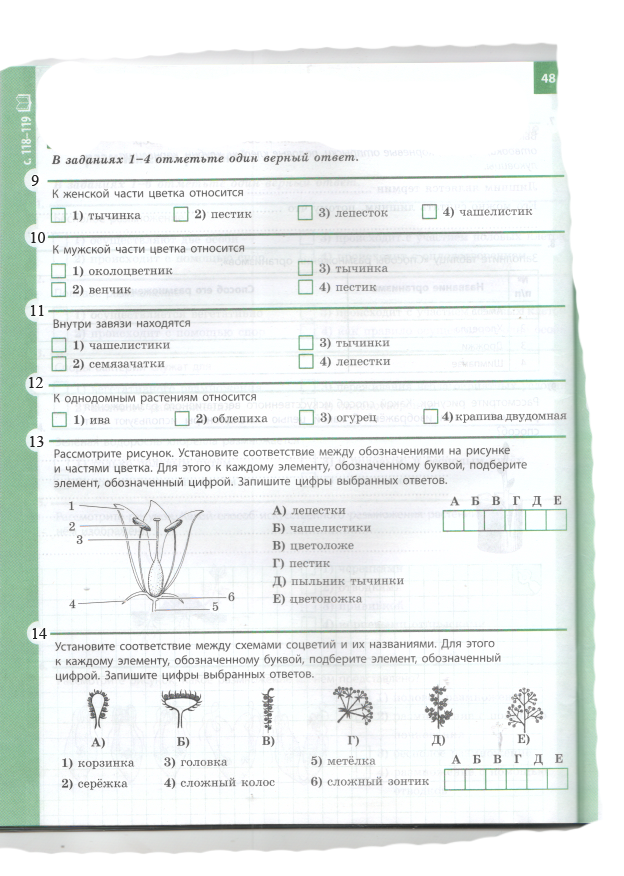 48
с. 118–119
В заданиях 1–4 отметьте один верный ответ.
9
К женской части цветка относится
1) тычинка 2) пестик 3) лепесток 4) чашелистик
10
К мужской части цветка относится
1) околоцветник 3) тычинка
2) венчик 4) пестик
11
Внутри завязи находятся
1) чашелистики 3) тычинки
2) семязачатки 4) лепестки
12
К однодомным растениям относится
1) ива 2) облепиха 3) огурец 4) крапива двудомная
13
Рассмотрите рисунок. Установите соответствие между обозначениями на рисунке
и частями цветка. Для этого к каждому элементу, обозначенному буквой, подберите
элемент, обозначенный цифрой. Запишите цифры выбранных ответов.
А Б В Г Д Е
1
2
3
4
6
5
А) лепестки
Б) чашелистики
В) цветоложе
Г) пестик
Д) пыльник тычинки
Е) цветоножка
14
Установите соответствие между схемами соцветий и их названиями. Для этого
к каждому элементу, обозначенному буквой, подберите элемент, обозначенный
цифрой. Запишите цифры выбранных ответов.
А) Б) В) Г) Д) Е)
1) корзинка 3) головка 5) метёлка
2) серёжка 4) сложный колос 6) сложный зонтик
А Б В Г Д Е